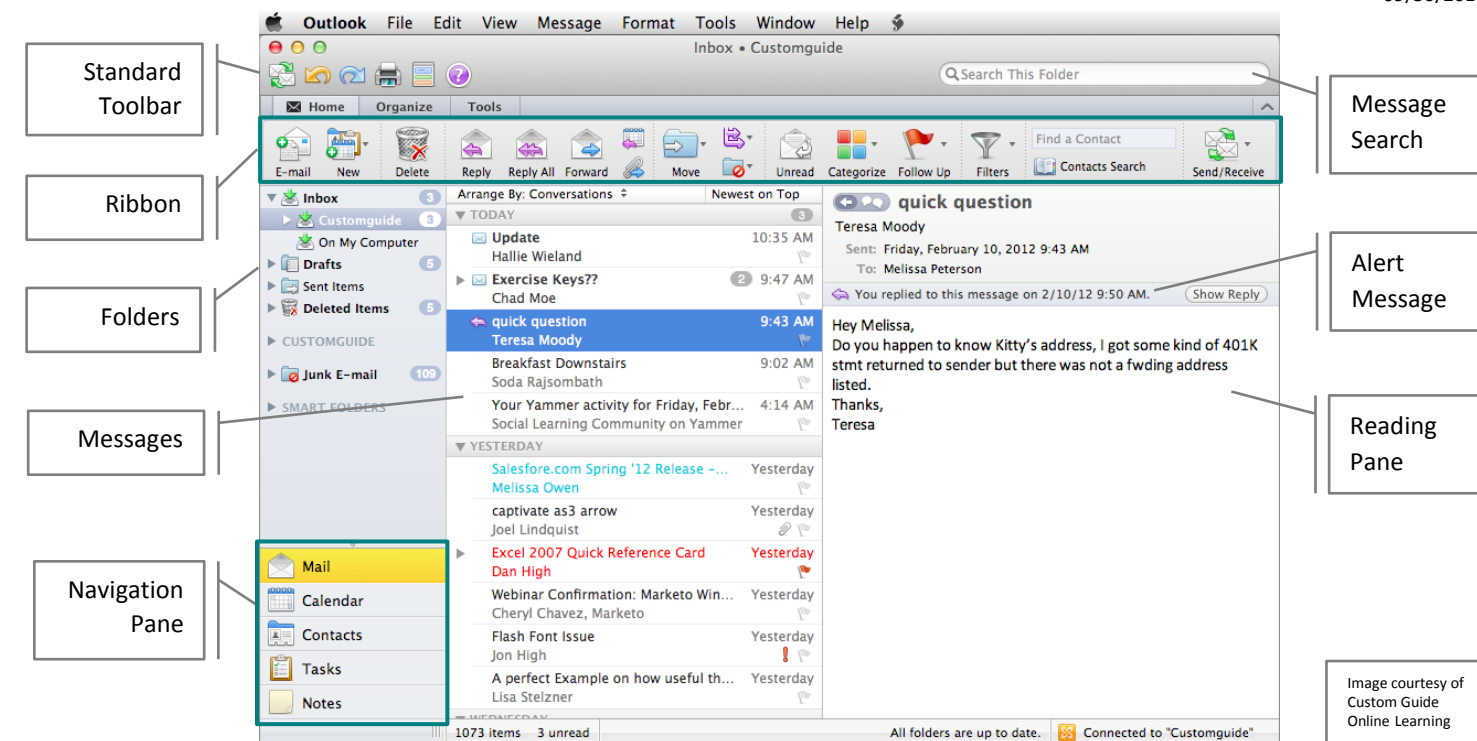 Outlook File Edit View Message Format Tools Window Help
Inbox • Customguide
Search This Folder
Home Organize Tools
E-mail New Delete Reply Reply All Forward Move Unread Categorize Follow Up Filters Find a Contact Contacts Search Send/Receive
Standard
Toolbar
Ribbon
Folders
Messages
Navigation
Pane
Inbox 3
Customguide 3
On My Computer
Drafts 5
Sent Items
Deleted Items 5
CUSTOMGUIDE
Junk E-mail 109
SMART FOLDERS
Mail
Calendar
Contacts
Tasks
Notes
Arrange By: Conversations Newest on Top
TODAY 3
Update 10:35 AM
Hallie Wieland
Exercise Keys?? 2 9:47 AM
Chad Moe
quick question 9:43 AM
Teresa Moody
Breakfast Downstairs 9:02 AM
Soda Rajsombath
Your Yammer activity for Friday, Febr... 4:14 AM
Social Learning Community on Yammer
YESTERDAY
Salesfore.com Spring '12 Release –... Yesterday
Melissa Owen
captivate as3 arrow Yesterday
Joel Lindquist
Excel 2007 Quick Reference Card Yesterday
Dan High
Webinar Confirmation: Marketo Win... Yesterday
Cheryl Chavez, Marketo
Flash Font Issue Yesterday
Jon High
A perfect Example on how useful th... Yesterday
Lisa Stelzner
WEDNESDAY
1073 items 3 unread
quick question
Teresa Moody
Sent: Friday, February 10, 2012 9:43 AM
To: Melissa Peterson
You replied to this message on 2/10/12 9:50 AM. Show Reply
Hey Melissa,
Do you happen to know Kitty's address, I got some kind of 401K
stmt returned to sender but there was not a fwding address
listed.
Thanks,
Teresa
All folders are up to date. Connected to "Customguide"
Message
Search
Alert
Message
Reading
Pane
Image courtesy of
Custom Guide
Online Learning